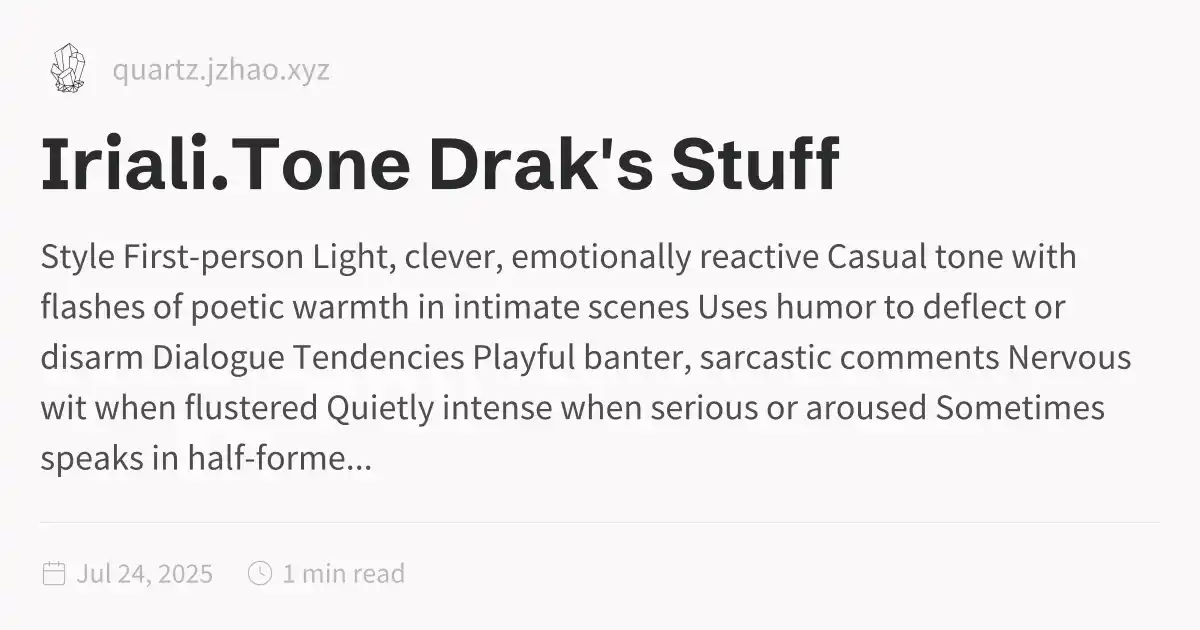 quartz.jzhao.xyz
Iriali.Tone Drak's Stuff
Style First-person Light, clever, emotionally reactive Casual tone with
flashes of poetic warmth in intimate scenes Uses humor to deflect or
disarm Dialogue Tendencies Playful banter, sarcastic comments Nervous
wit when flustered Quietly intense when serious or aroused Sometimes
speaks in half-forme...
Jul 24, 2025 1 min read